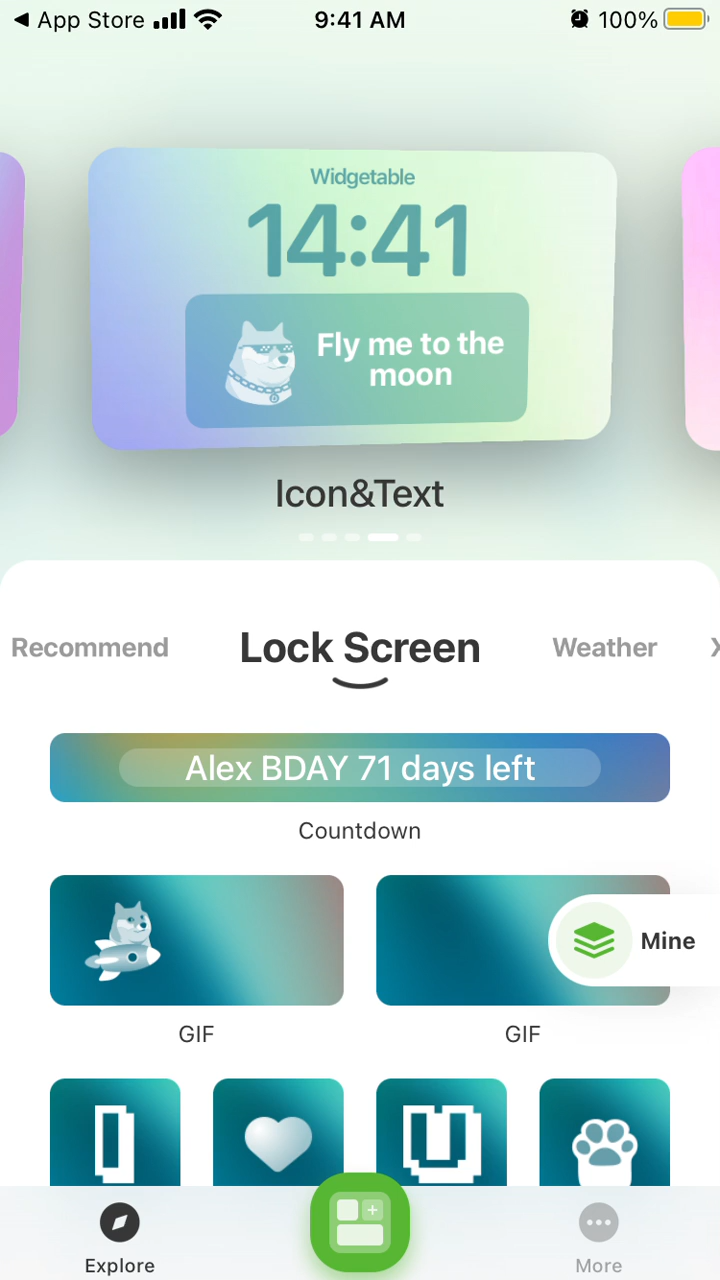 App Store
9:41 AM
100%
Widgetable
14:41
Fly me to the
moon
Icon&Text
Recommend
Lock Screen
Weather
Alex BDAY 71 days left
Countdown
Mine
GIF
GIF
I
U
Explore
More